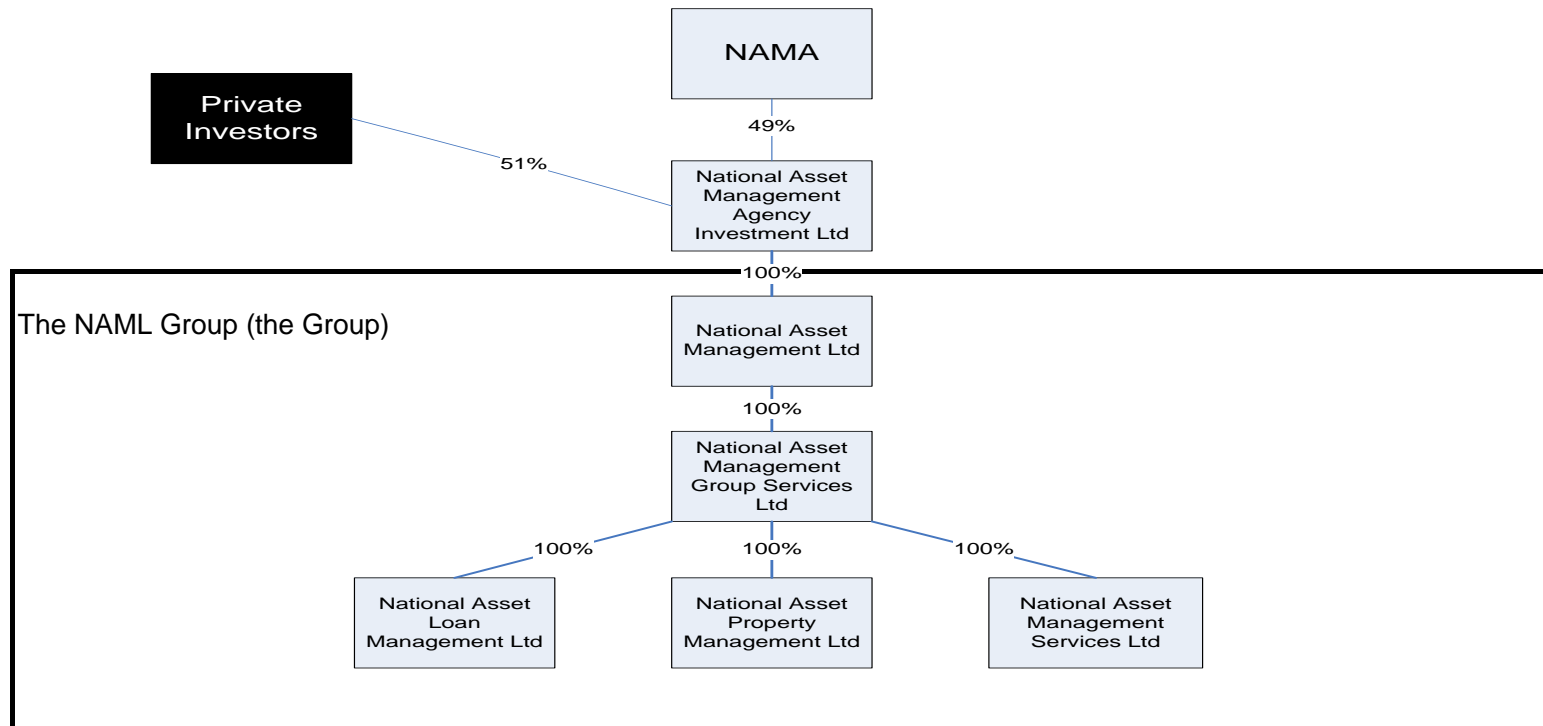 NAMA
Private
Investors
49%
51%
National Asset
Management
Agency
Investment Ltd
100%
The NAML Group (the Group)
National Asset
Management Ltd
100%
National Asset
Management
Group Services
Ltd
100%
100%
100%
National Asset
Loan
Management Ltd
National Asset
Property
Management Ltd
National Asset
Management
Services Ltd